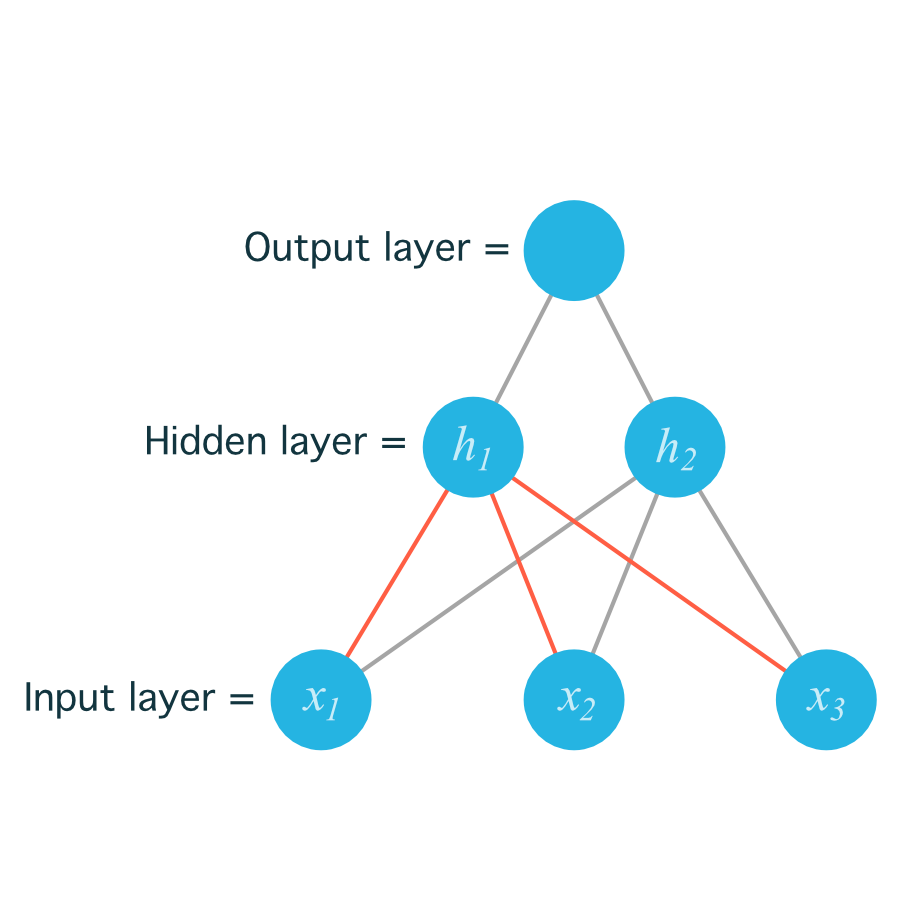 Output layer =
Hidden layer = h1 h2
Input layer = x1 x2 x3